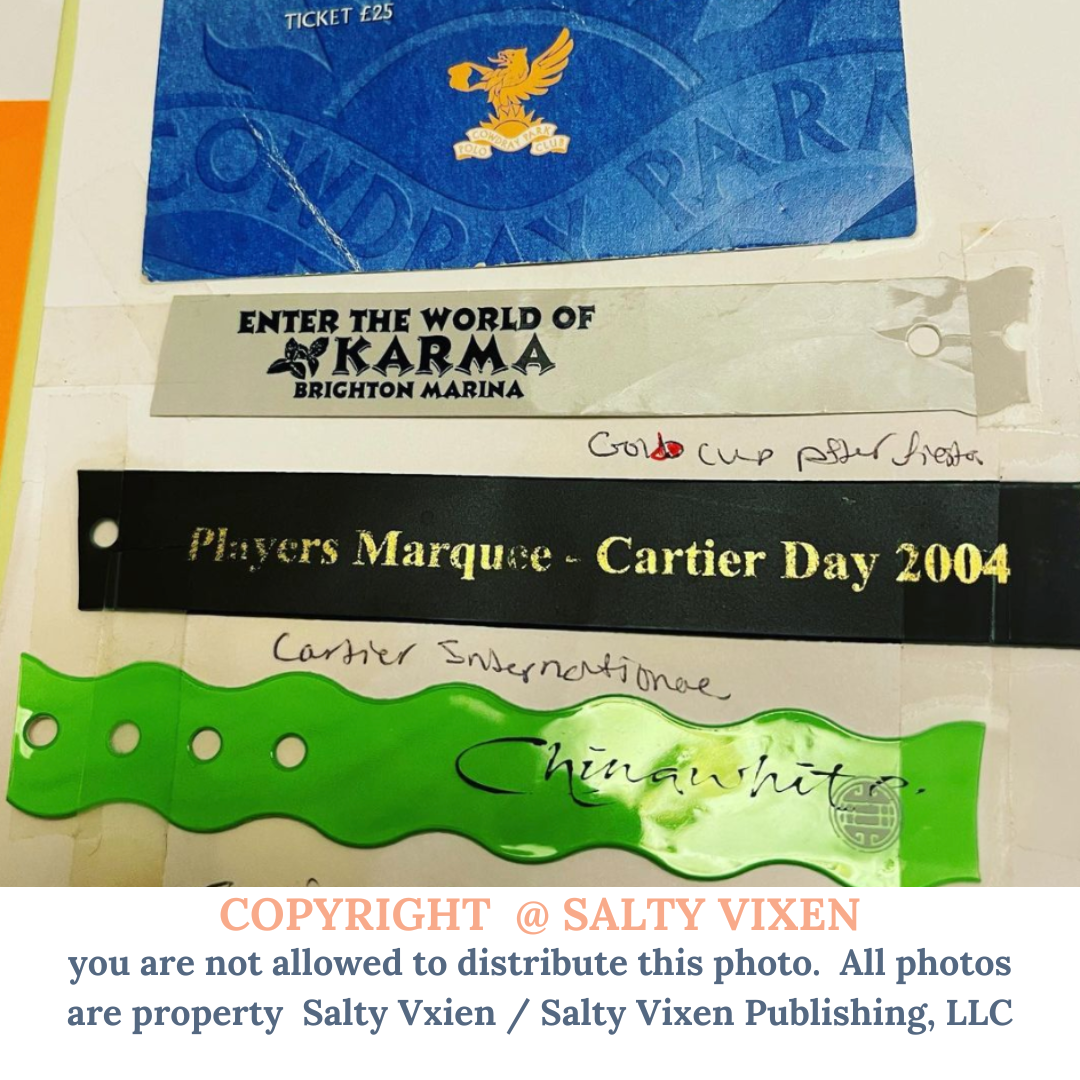 TICKET £25
COWDRAY PARK
POLO CLUB
COWDRAY PARK
ENTER THE WORLD OF
KARMA
BRIGHTON MARINA
Gold cup after fiesta
Players Marquee - Cartier Day 2004
Cartier International
Chinawhite.
COPYRIGHT @ SALTY VIXEN
you are not allowed to distribute this photo. All photos
are property Salty Vxien / Salty Vixen Publishing, LLC